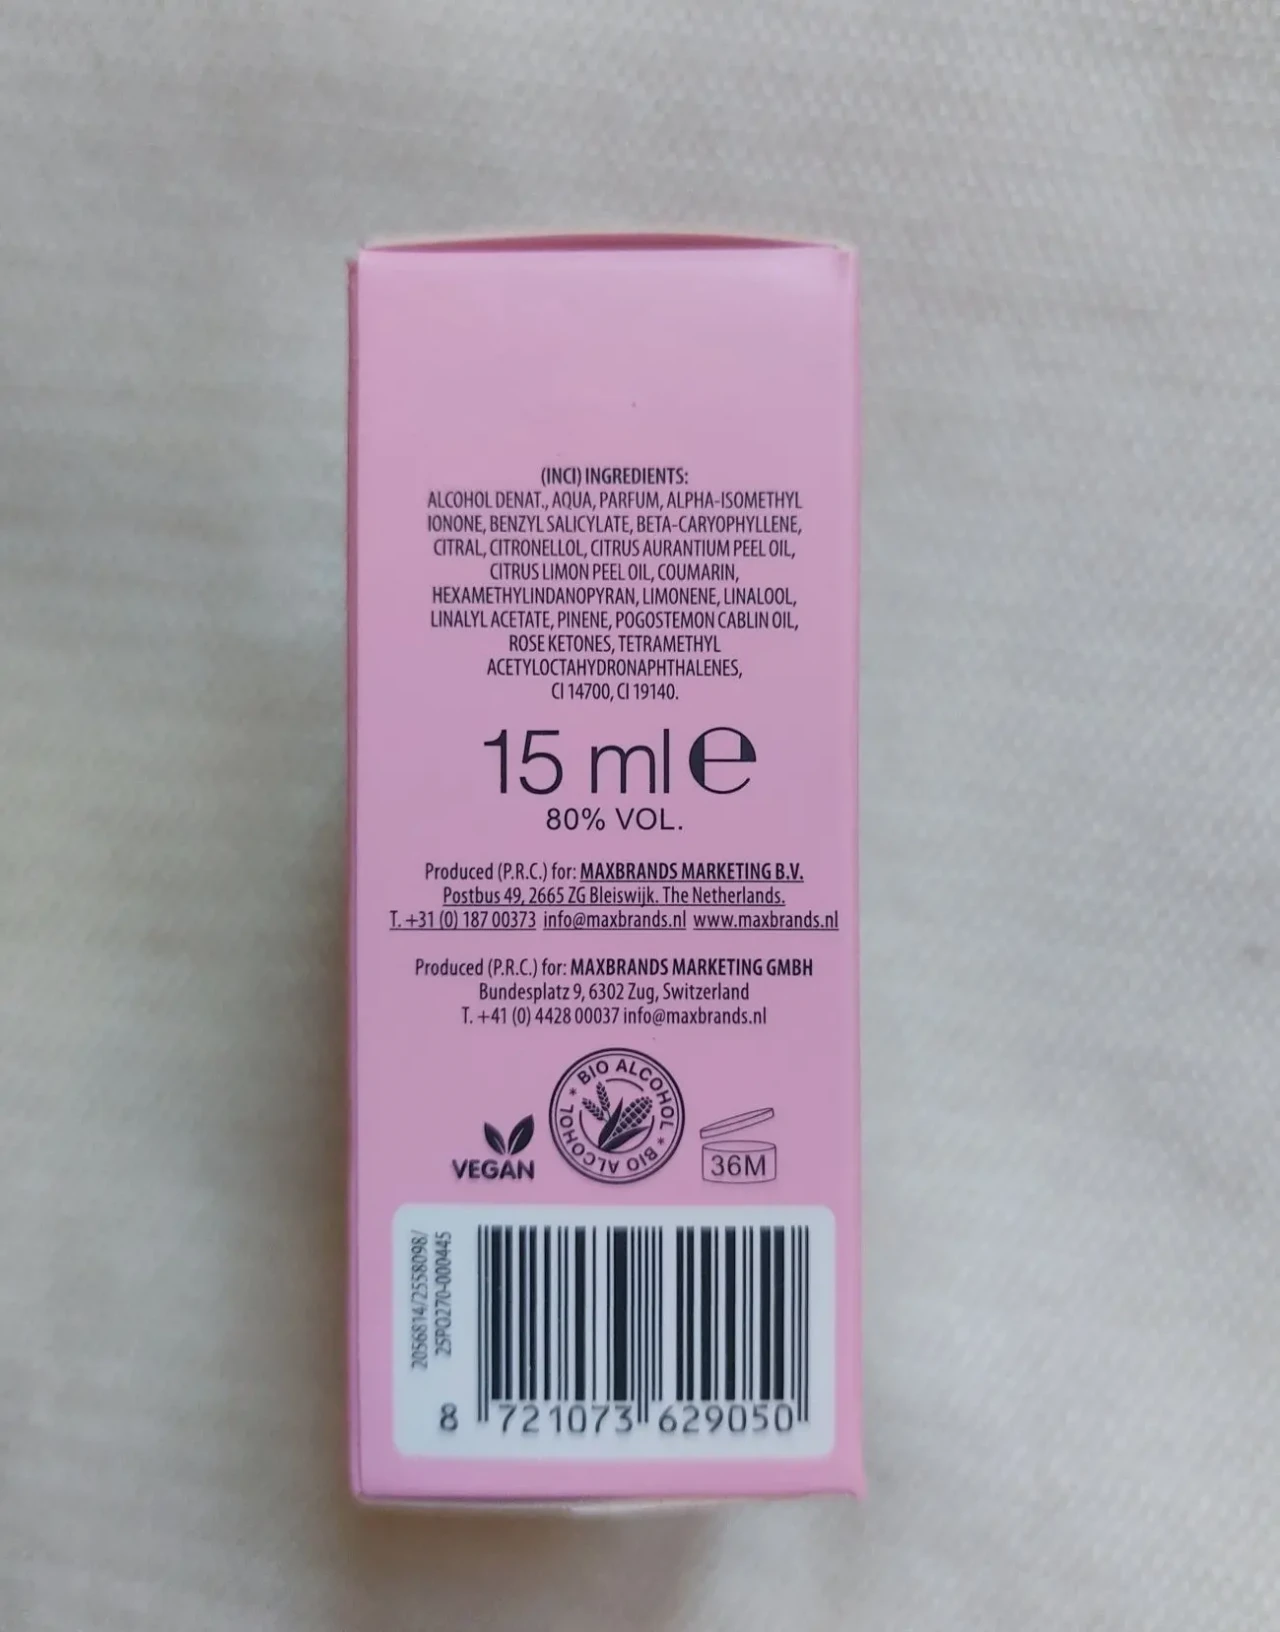 (INCI) INGREDIENTS:
ALCOHOL DENAT., AQUA, PARFUM, ALPHA-ISOMETHYL
IONONE, BENZYL SALICYLATE, BETA-CARYOPHYLLENE,
CITRAL, CITRONELLOL, CITRUS AURANTIUM PEEL OIL,
CITRUS LIMON PEEL OIL, COUMARIN,
HEXAMETHYLINDANOPYRAN, LIMONENE, LINALOOL,
LINALYL ACETATE, PINENE, POGOSTEMON CABLIN OIL,
ROSE KETONES, TETRAMETHYL
ACETYLOCTAHYDRONAPHTHALENES,
CI 14700, CI 19140.
15 ml e
80% VOL.
Produced (P.R.C.) for: MAXBRANDS MARKETING B.V.
Postbus 49, 2665 ZG Bleiswijk. The Netherlands.
T. +31 (0) 187 00373 info@maxbrands.nl www.maxbrands.nl
Produced (P.R.C.) for: MAXBRANDS MARKETING GMBH
Bundesplatz 9, 6302 Zug, Switzerland
T. +41 (0) 4428 00037 info@maxbrands.nl
BIO ALCOHOL * BIO ALCOHOL *
VEGAN
36M
2056814/2558098/
25PO270-000445
8 721073 629050